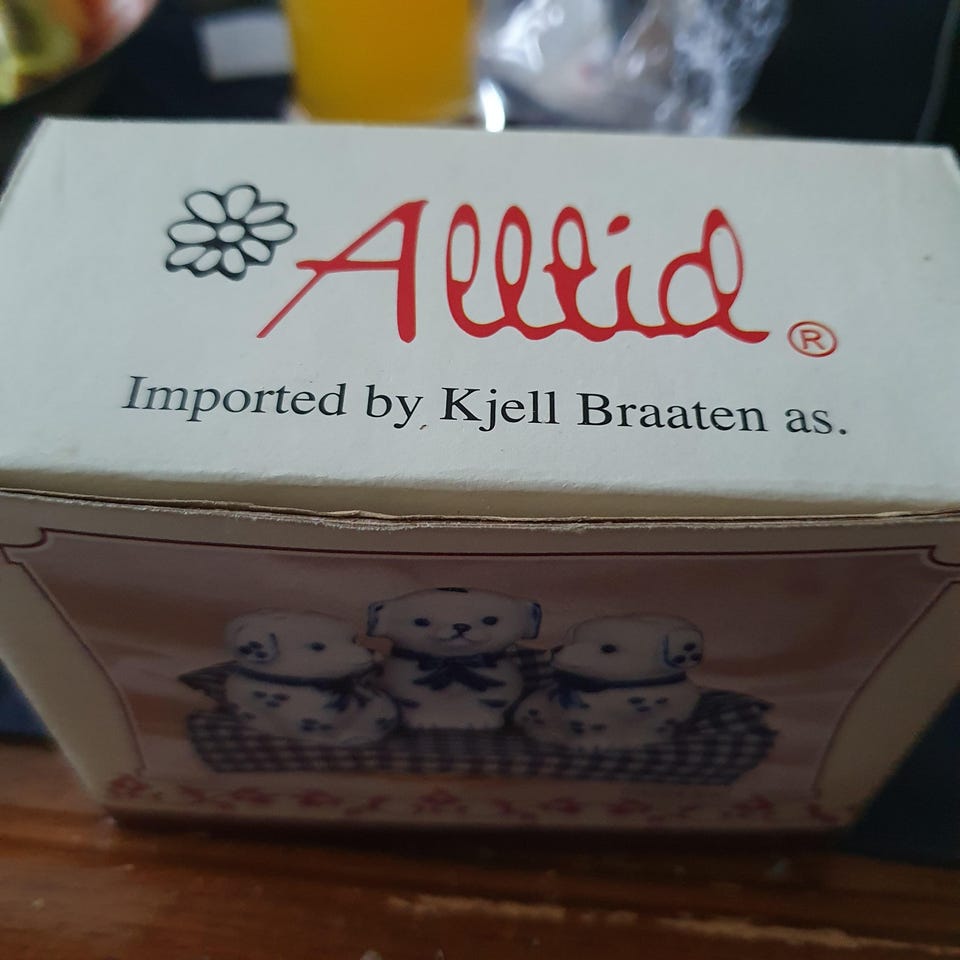 Alltid ®
Imported by Kjell Braaten as.